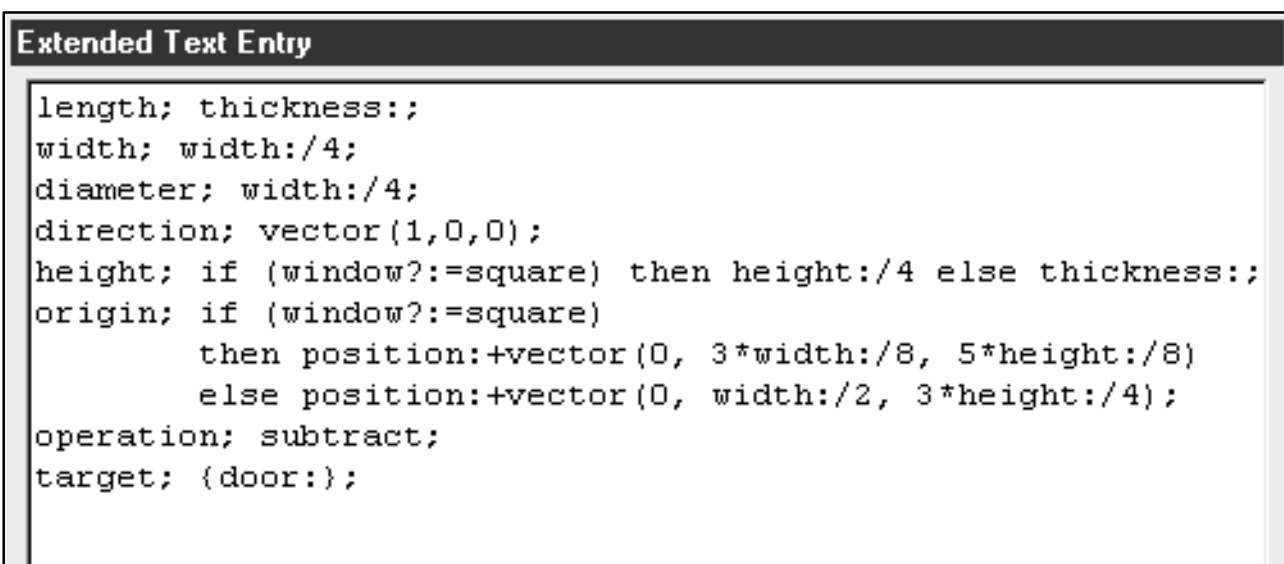 Extended Text Entry
length; thickness:;
width; width:/4;
diameter; width:/4;
direction; vector(1,0,0);
height; if (window?:=square) then height:/4 else thickness:;
origin; if (window?:=square)
then position:+vector(0, 3*width:/8, 5*height:/8)
else position:+vector(0, width:/2, 3*height:/4);
operation; subtract;
target; {door:};